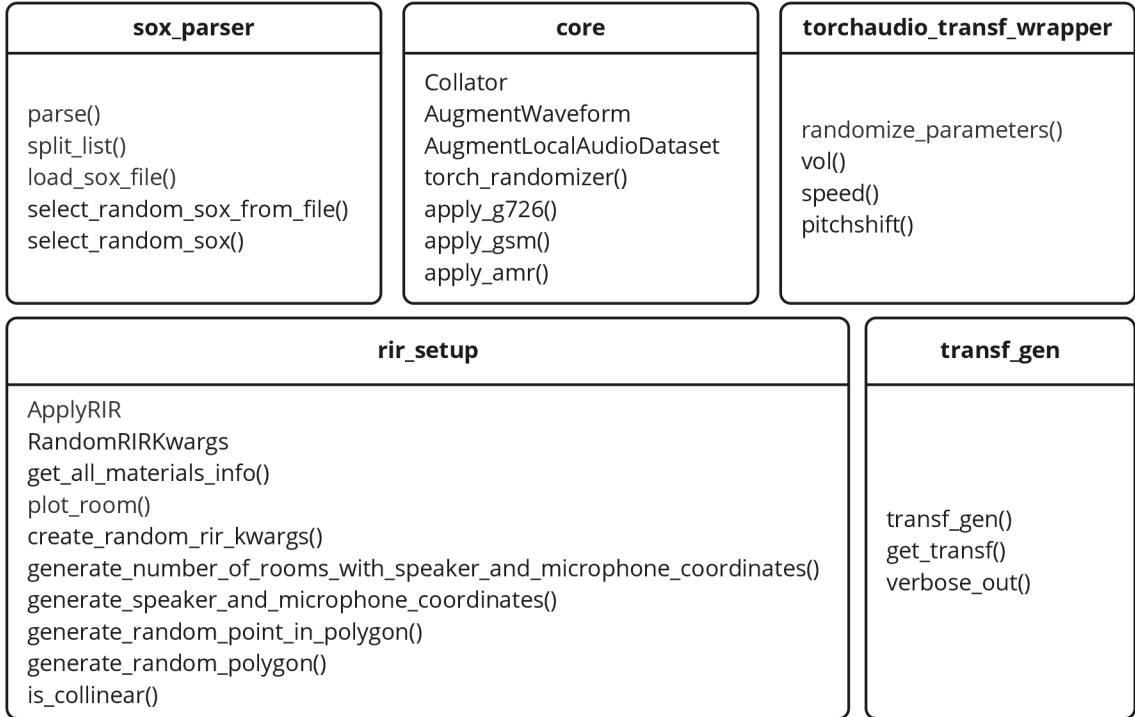 sox_parser
parse()
split_list()
load_sox_file()
select_random_sox_from_file()
select_random_sox()
core
Collator
AugmentWaveform
AugmentLocalAudioDataset
torch_randomizer()
apply_g726()
apply_gsm()
apply_amr()
torchaudio_transf_wrapper
randomize_parameters()
vol()
speed()
pitchshift()
rir_setup
ApplyRIR
RandomRIRKwargs
get_all_materials_info()
plot_room()
create_random_rir_kwargs()
generate_number_of_rooms_with_speaker_and_microphone_coordinates()
generate_speaker_and_microphone_coordinates()
generate_random_point_in_polygon()
generate_random_polygon()
is_collinear()
transf_gen
transf_gen()
get_transf()
verbose_out()